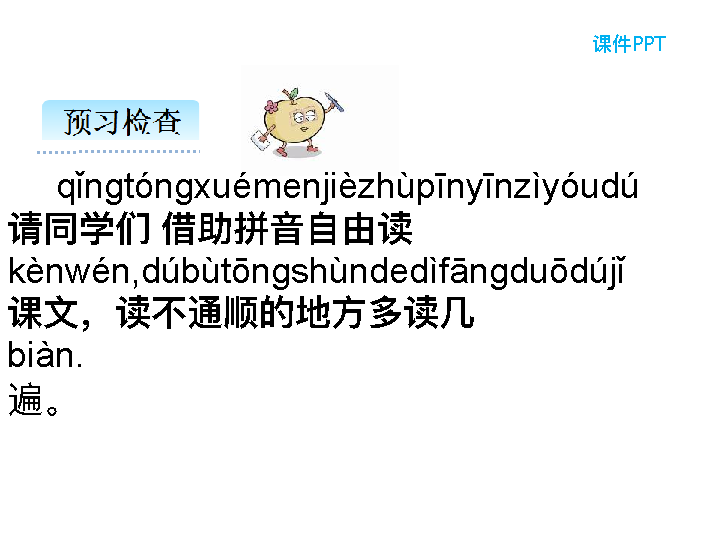 课件PPT
预习检查
qǐngtóngxuémenjièzhùpīnyīnzìyóudú
请同学们 借助拼音自由读
kènwén,dúbùtōngshùndedìfāngduōdújǐ
课文，读不通顺的地方多读几
biàn.
遍。